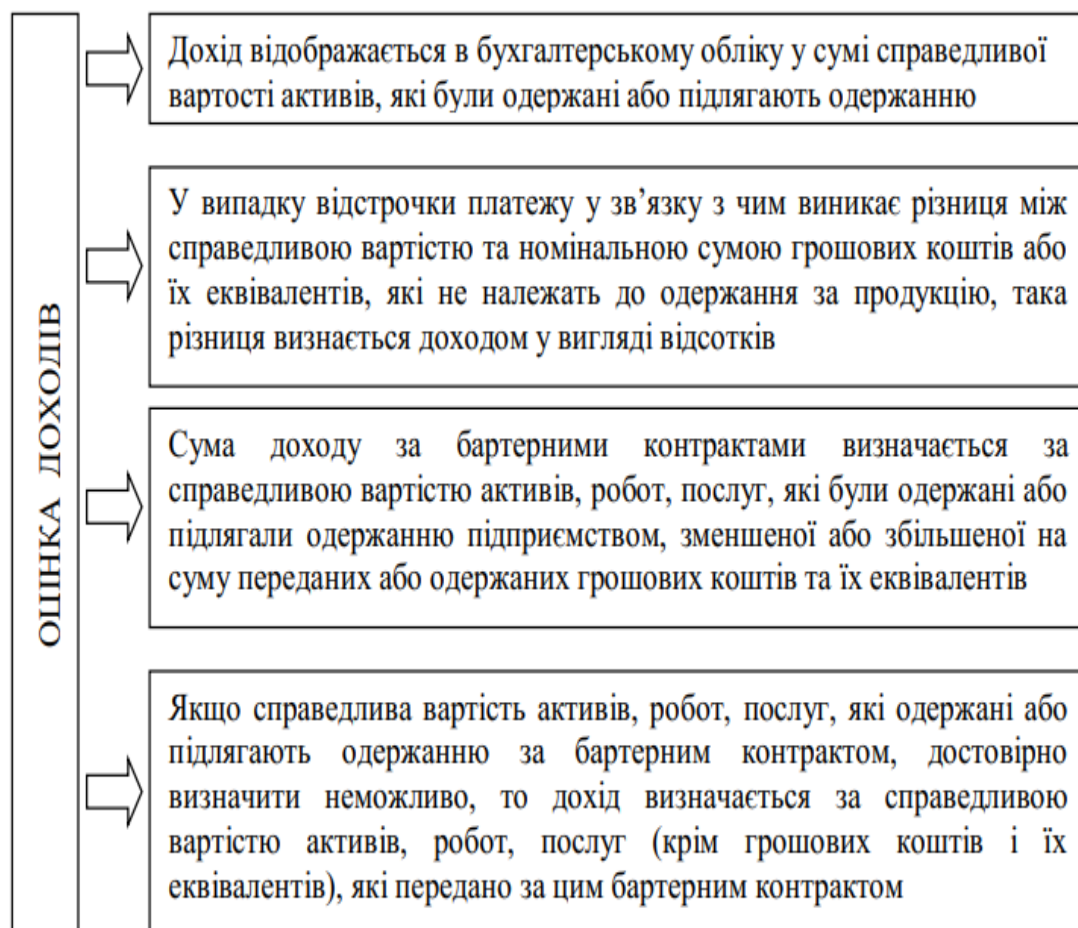 ОЦІНКА ДОХОДІВ
Дохід відображається в бухгалтерському обліку у сумі справедливої
вартості активів, які були одержані або підлягають одержанню
У випадку відстрочки платежу у зв’язку з чим виникає різниця між
справедливою вартістю та номінальною сумою грошових коштів або
їх еквівалентів, які не належать до одержання за продукцію, така
різниця визнається доходом у вигляді відсотків
Сума доходу за бартерними контрактами визначається за
справедливою вартістю активів, робот, послуг, які були одержані або
підлягали одержанню підприємством, зменшеної або збільшеної на
суму переданих або одержаних грошових коштів та їх еквівалентів
Якщо справедлива вартість активів, робот, послуг, які одержані або
підлягають одержанню за бартерним контрактом, достовірно
визначити неможливо, то дохід визначається за справедливою
вартістю активів, робот, послуг (крім грошових коштів і їх
еквівалентів), які передано за цим бартерним контрактом